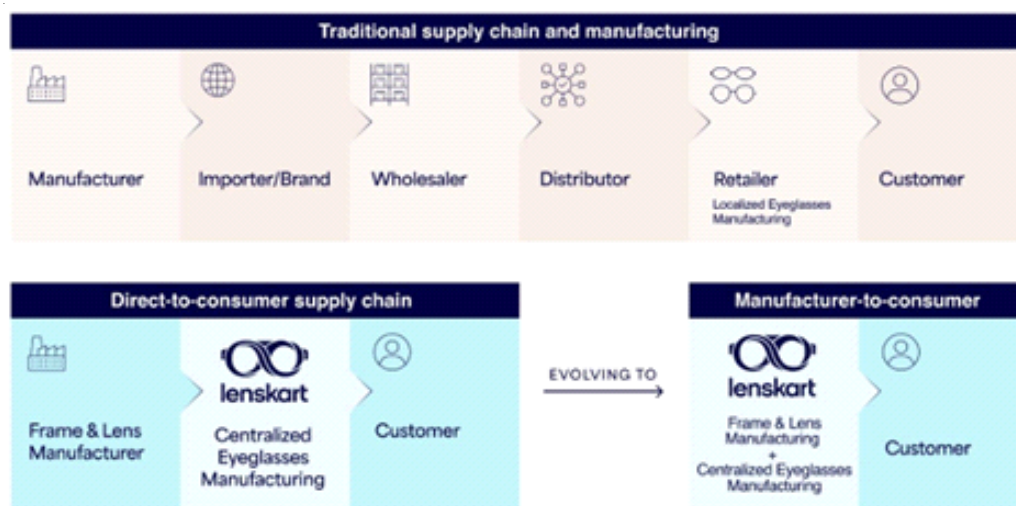 Traditional supply chain and manufacturing
Manufacturer
Importer/Brand
Wholesaler
Distributor
Retailer
Localized Eyeglasses
Manufacturing
Customer
Direct-to-consumer supply chain
Frame & Lens
Manufacturer
lenskart
Centralized
Eyeglasses
Manufacturing
Customer
EVOLVING TO
Manufacturer-to-consumer
lenskart
Frame & Lens
Manufacturing
+
Centralized Eyeglasses
Manufacturing
Customer